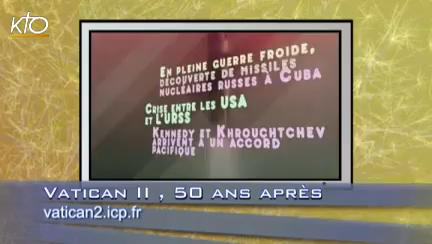 KTO
EN PLEINE GUERRE FROIDE,
DÉCOUVERTE DE MISSILES
NUCLÉAIRES RUSSES À CUBA
CRISE ENTRE LES USA
ET L'URSS
KENNEDY ET KHROUCHTCHEV
ARRIVENT À UN ACCORD
PACIFIQUE
VATICAN II , 50 ANS APRÈS
vatican2.icp.fr